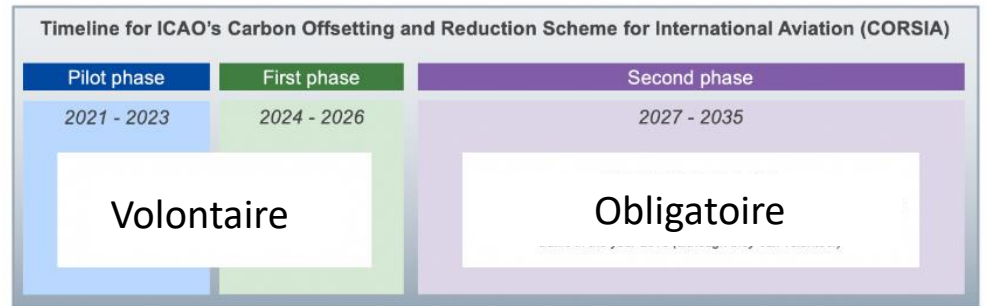 Timeline for ICAO's Carbon Offsetting and Reduction Scheme for International Aviation (CORSIA)
Pilot phase First phase Second phase
2021 - 2023 2024 - 2026 2027 - 2035
Volontaire Obligatoire